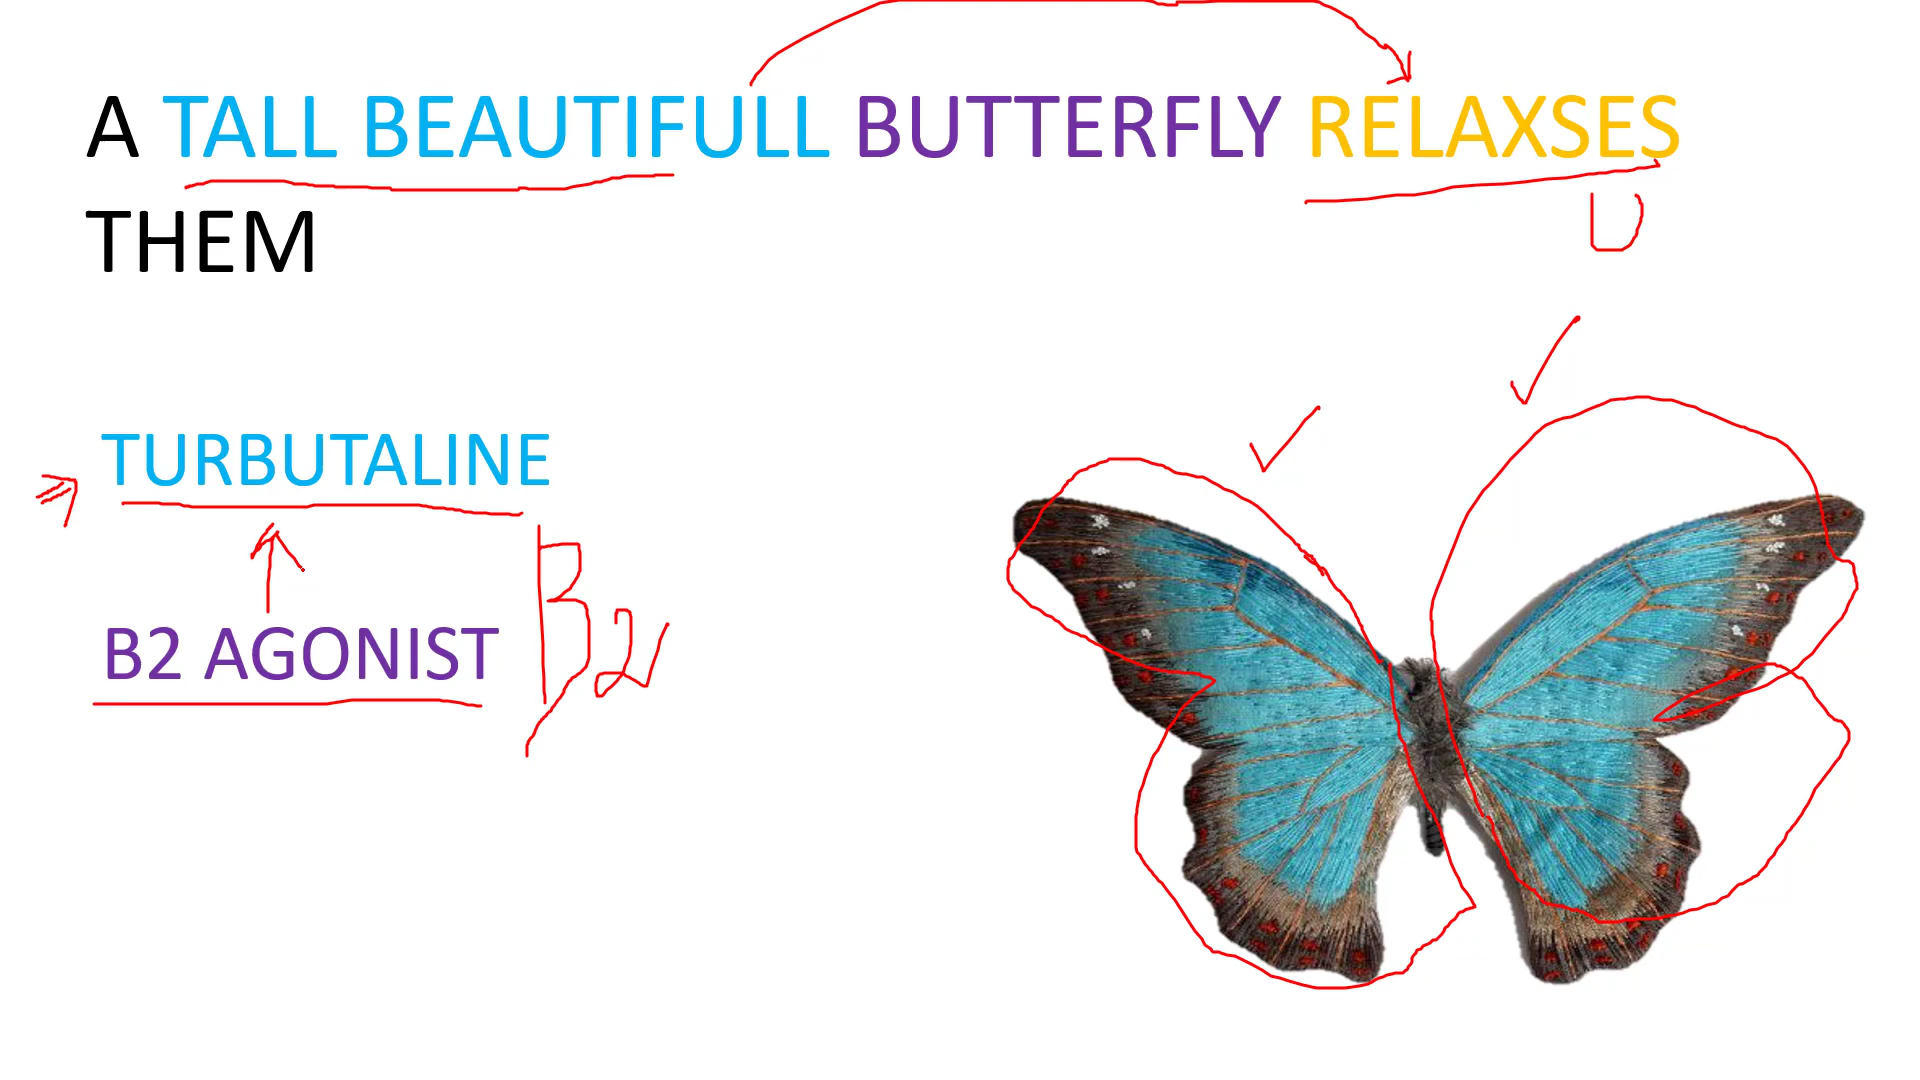 A TALL BEAUTIFULL BUTTERFLY RELAXSES
THEM
U
TURBUTALINE
B2 AGONIST
B2